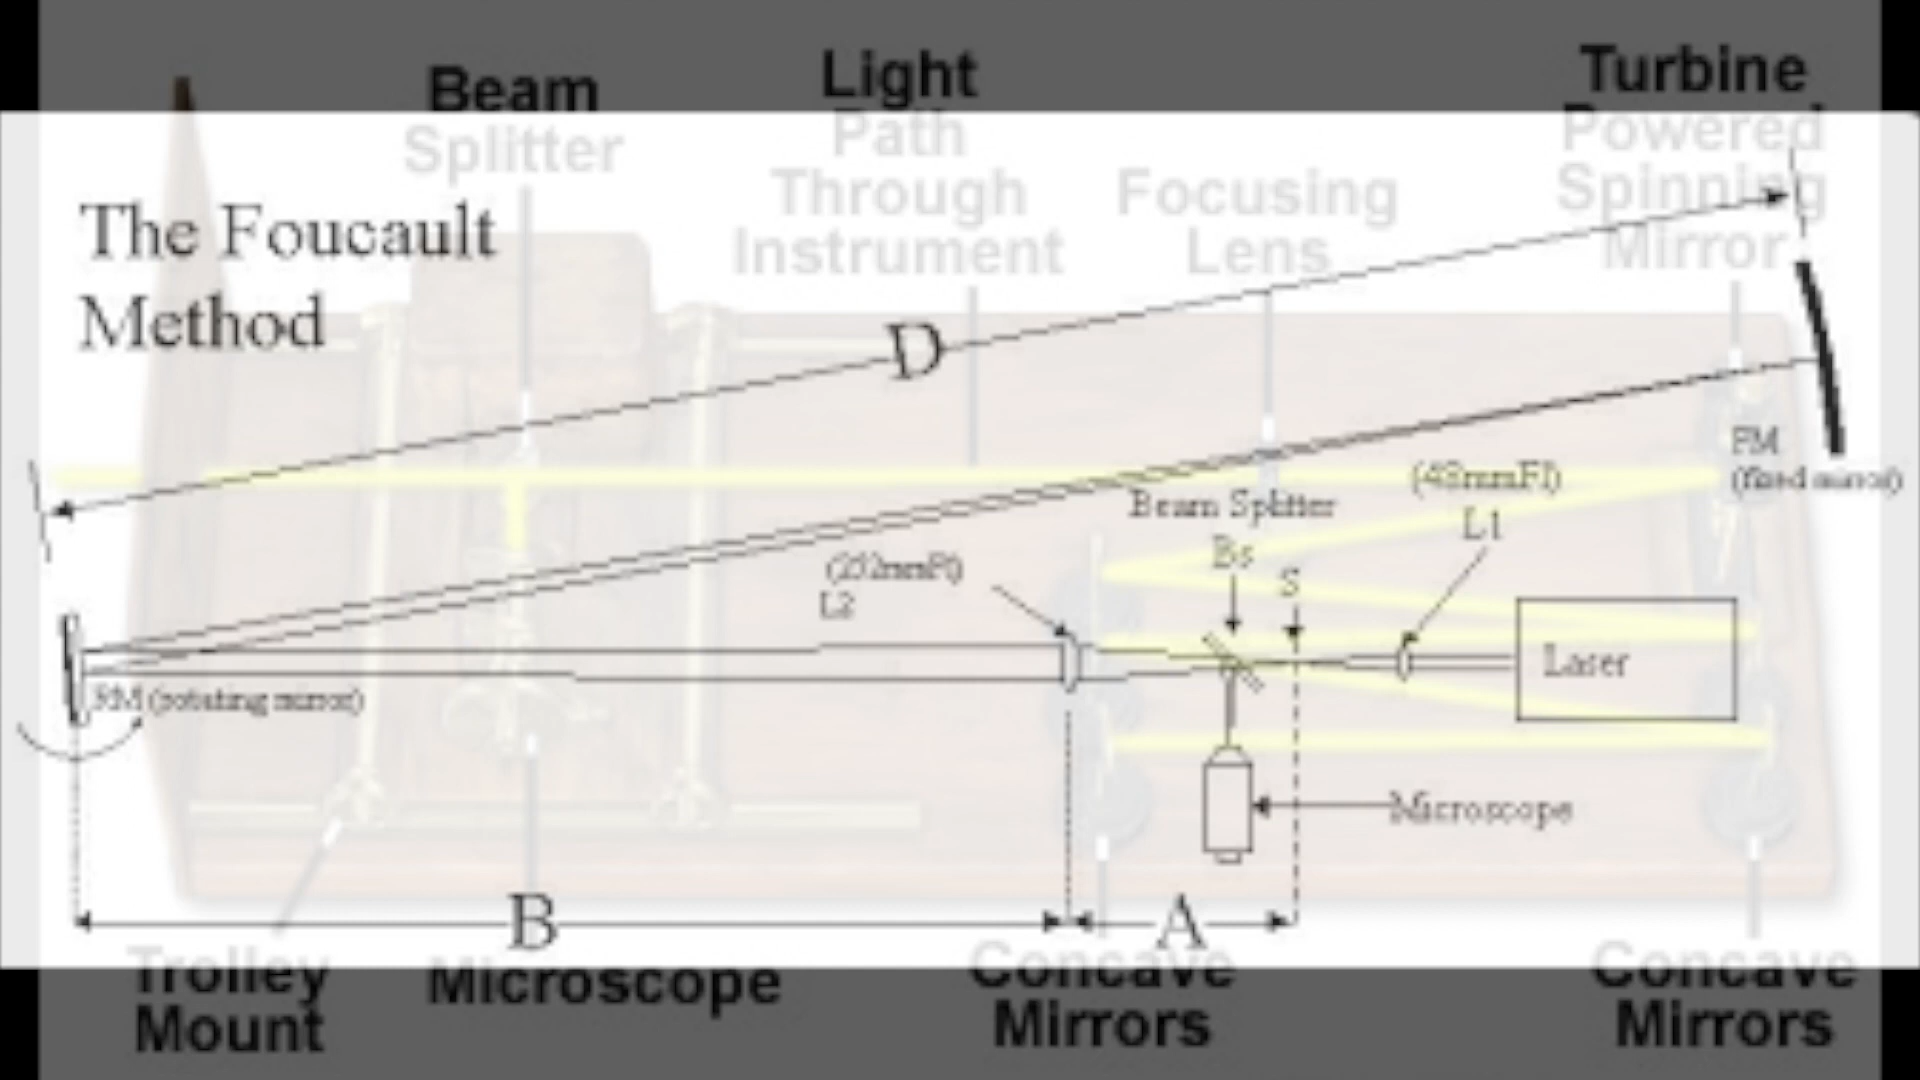 Beam
Splitter
Light
Path
Through
Instrument
Focusing
Lens
Turbine
Powered
Spinning
Mirror
The Foucault
Method
D
FM
(fixed mirror)
(48mmFl)
L1
Beam Splitter
Bs
S
(252mmFl)
L2
Laser
RM (rotating mirror)
Microscope
B
A
Trolley
Mount
Microscope
Concave
Mirrors
Concave
Mirrors